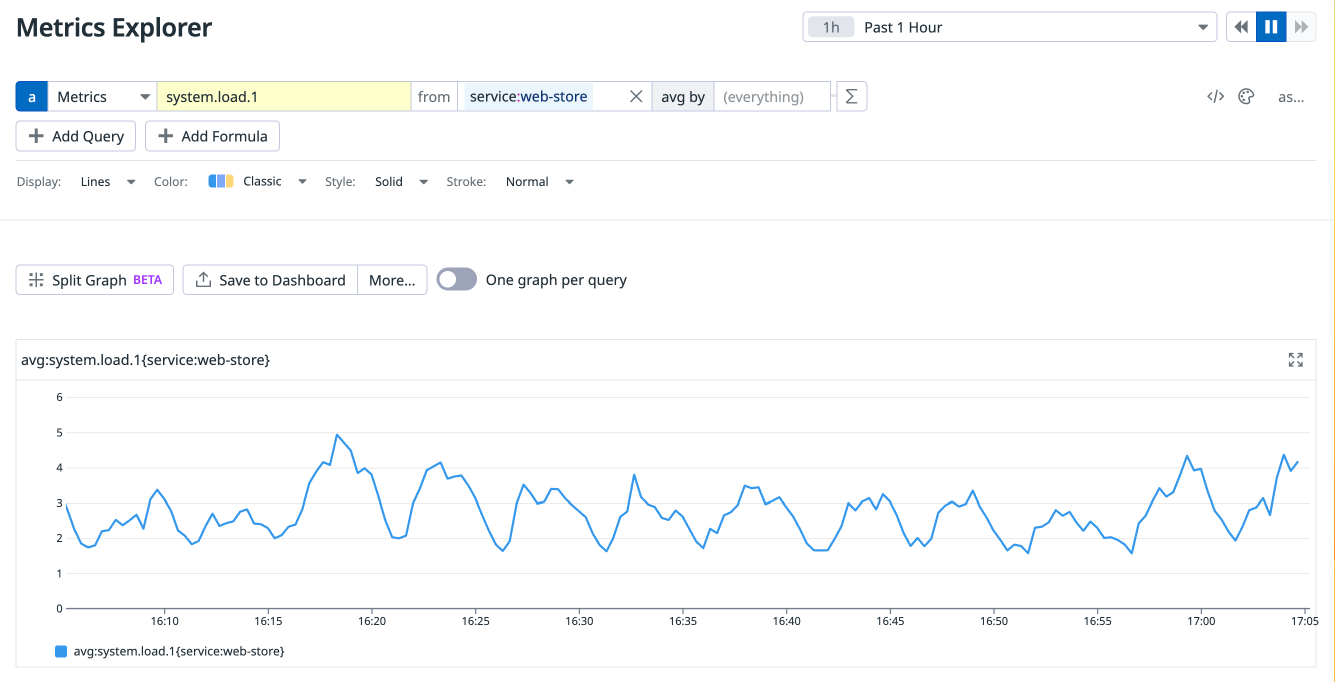 Metrics Explorer
1h Past 1 Hour
a Metrics system.load.1 from service:web-store avg by (everything) Σ </> as...
Add Query Add Formula
Display: Lines Color: Classic Style: Solid Stroke: Normal
Split Graph BETA Save to Dashboard More... One graph per query
avg:system.load.1{service:web-store}
6
5
4
3
2
1
0
16:10 16:15 16:20 16:25 16:30 16:35 16:40 16:45 16:50 16:55 17:00 17:05
avg:system.load.1{service:web-store}